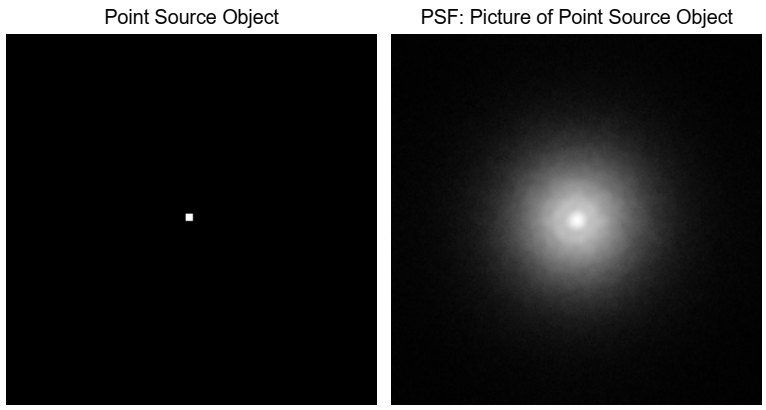 Point Source Object
PSF: Picture of Point Source Object